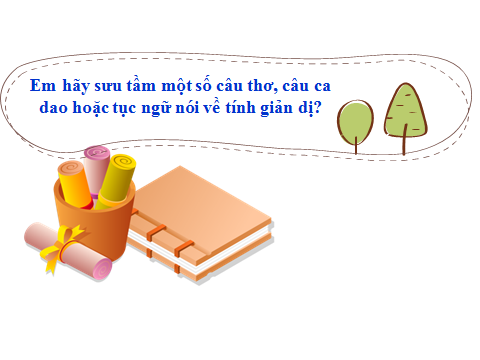 Em hãy sưu tầm một số câu thơ, câu ca
dao hoặc tục ngữ nói về tính giản dị?